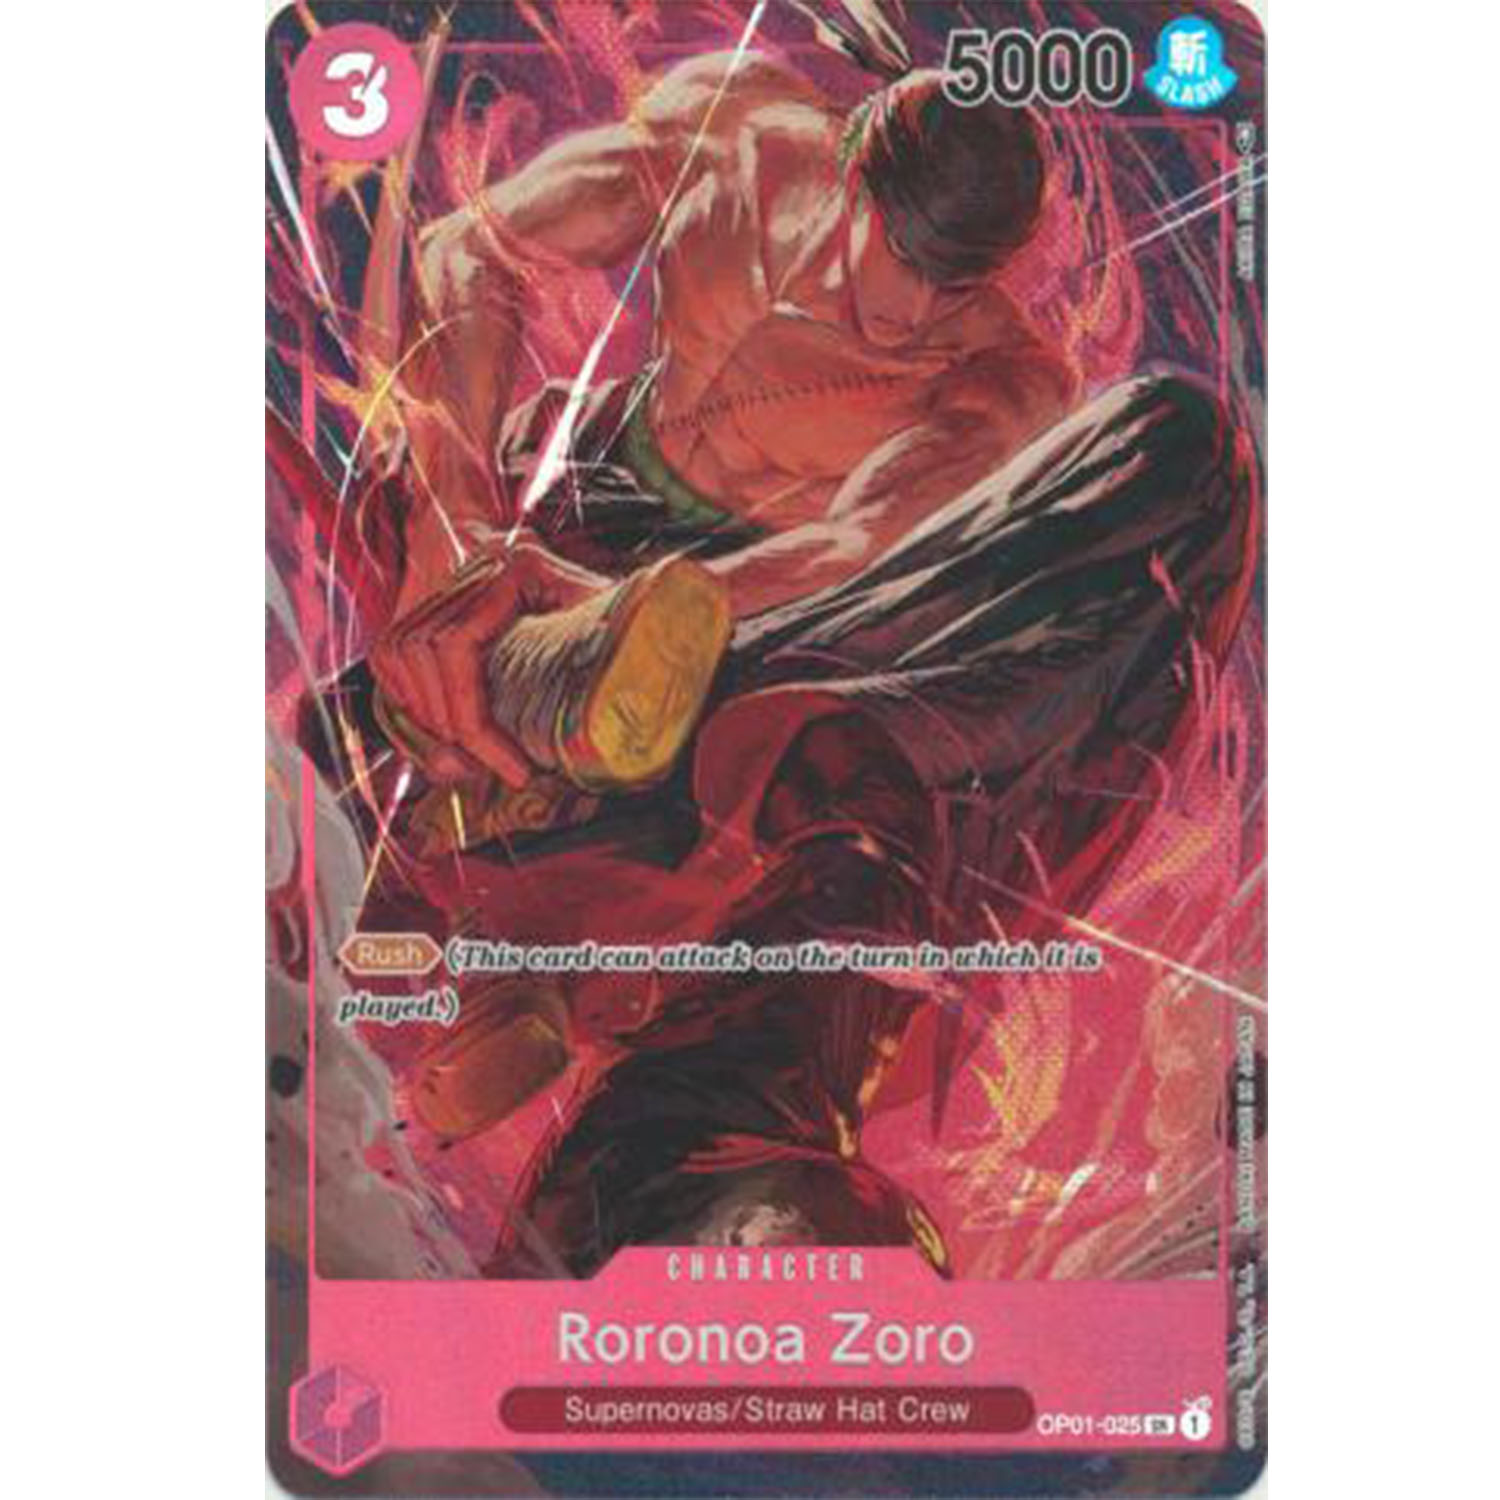 3
5000
斬
SLASH
Rush (This card can attack on the turn in which it is
played.)
CHARACTER
Roronoa Zoro
Supernovas/Straw Hat Crew
OP01-025 SR 1